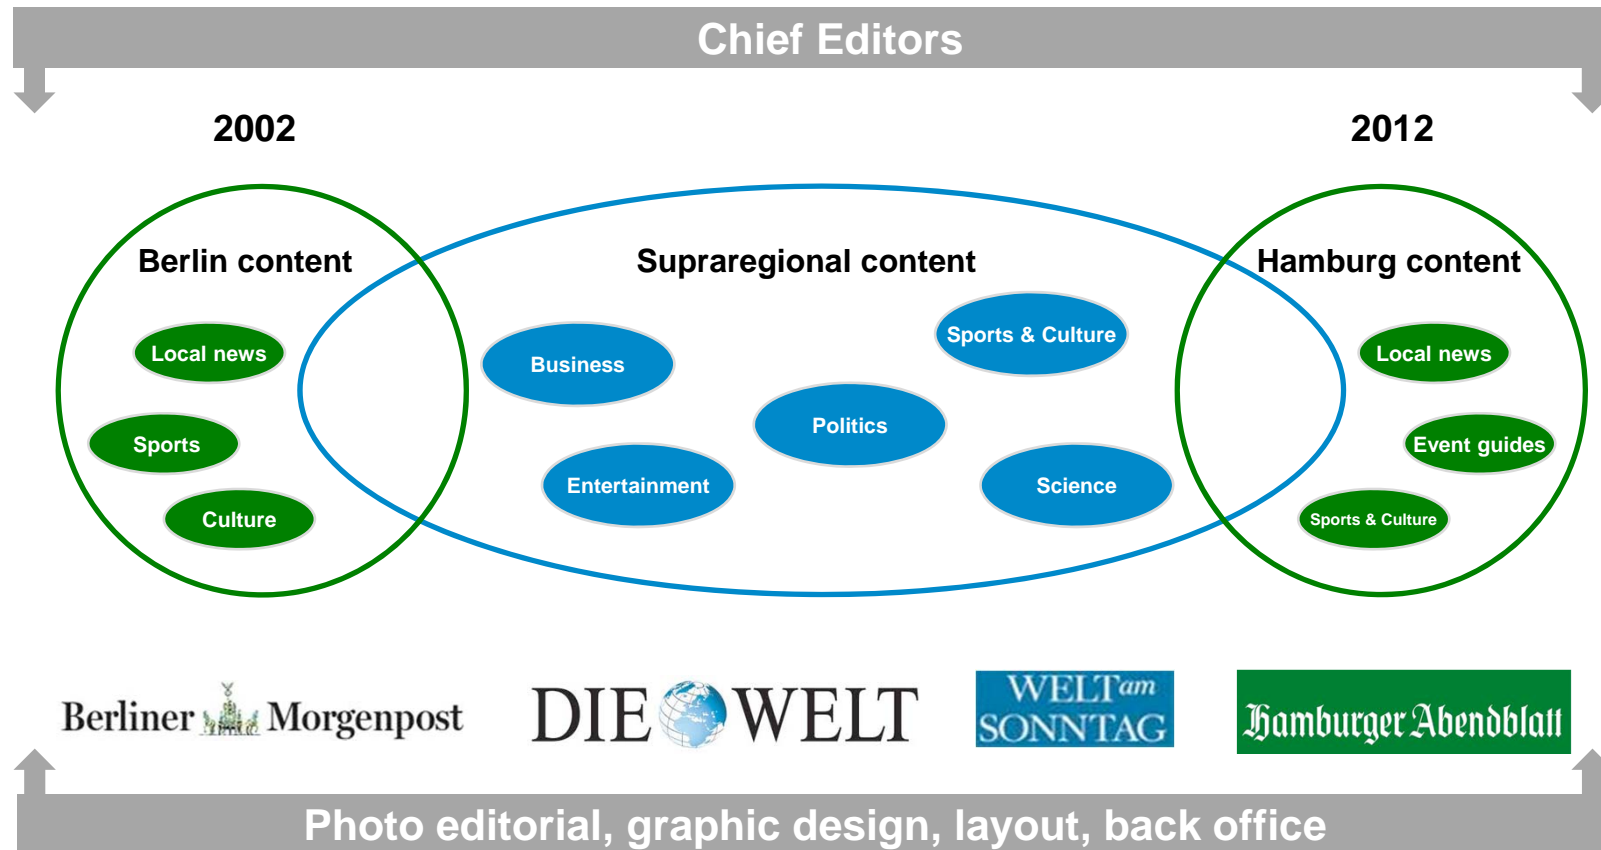 Chief Editors
2002
2012
Berlin content
Supraregional content
Hamburg content
Local news
Sports
Culture
Business
Sports & Culture
Politics
Entertainment
Science
Local news
Event guides
Sports & Culture
Berliner Morgenpost
DIE WELT
WELT am
SONNTAG
Hamburger Abendblatt
Photo editorial, graphic design, layout, back office